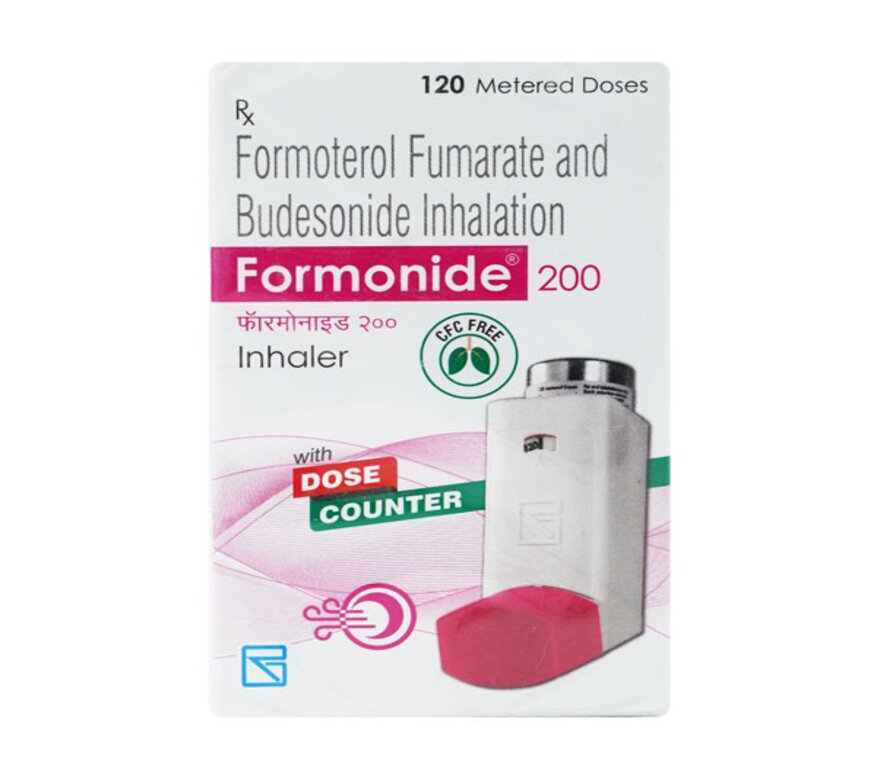 120 Metered Doses
Rx
Formoterol Fumarate and
Budesonide Inhalation
Formonide® 200
फॅारमोनाइड २००
Inhaler
CFC FREE
with
DOSE
COUNTER
120